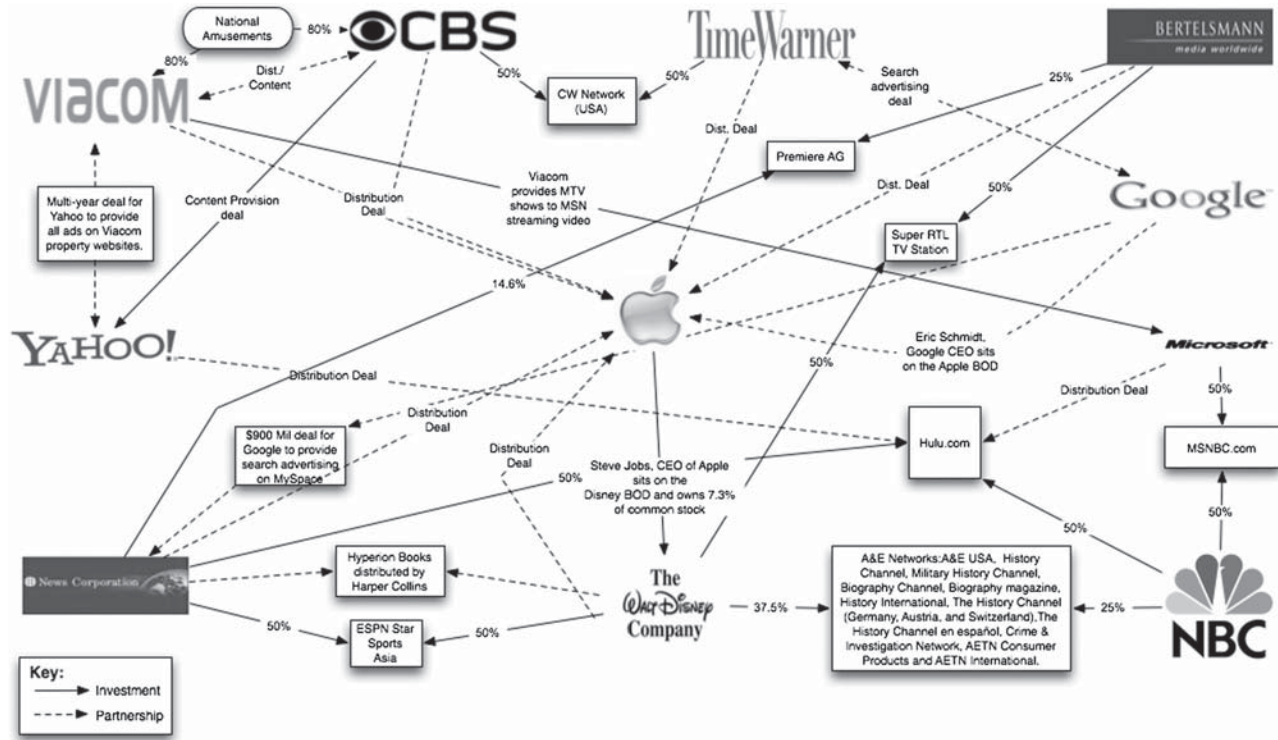 National
Amusements
80%
80%
CBS
TimeWarner
BERTELSMANN
media worldwide
VIACOM
Dist./
Content
50%
50%
CW Network
(USA)
Search
advertising
deal
25%
Dist. Deal
Premiere AG
Viacom
provides MTV
shows to MSN
streaming video
Dist. Deal
50%
Google™
Multi-year deal for
Yahoo to provide
all ads on Viacom
property websites.
Content Provision
deal
Distribution
Deal
Super RTL
TV Station
14.6%
YAHOO!
Distribution Deal
50%
Eric Schmidt,
Google CEO sits
on the Apple BOD
Microsoft
Distribution Deal
50%
Distribution
Deal
$900 Mil deal for
Google to provide
search advertising
on MySpace
Distribution
Deal
Hulu.com
MSNBC.com
50%
Steve Jobs, CEO of Apple
sits on the
Disney BOD and owns 7.3%
of common stock
50%
50%
News Corporation
Hyperion Books
distributed by
Harper Collins
The
WALT DISNEY
Company
37.5%
A&E Networks:A&E USA, History
Channel, Military History Channel,
Biography Channel, Biography magazine,
History International, The History Channel
(Germany, Austria, and Switzerland),The
History Channel en español, Crime &
Investigation Network, AETN Consumer
Products and AETN International.
25%
NBC
50%
ESPN Star
Sports
Asia
50%
Key:
Investment
Partnership